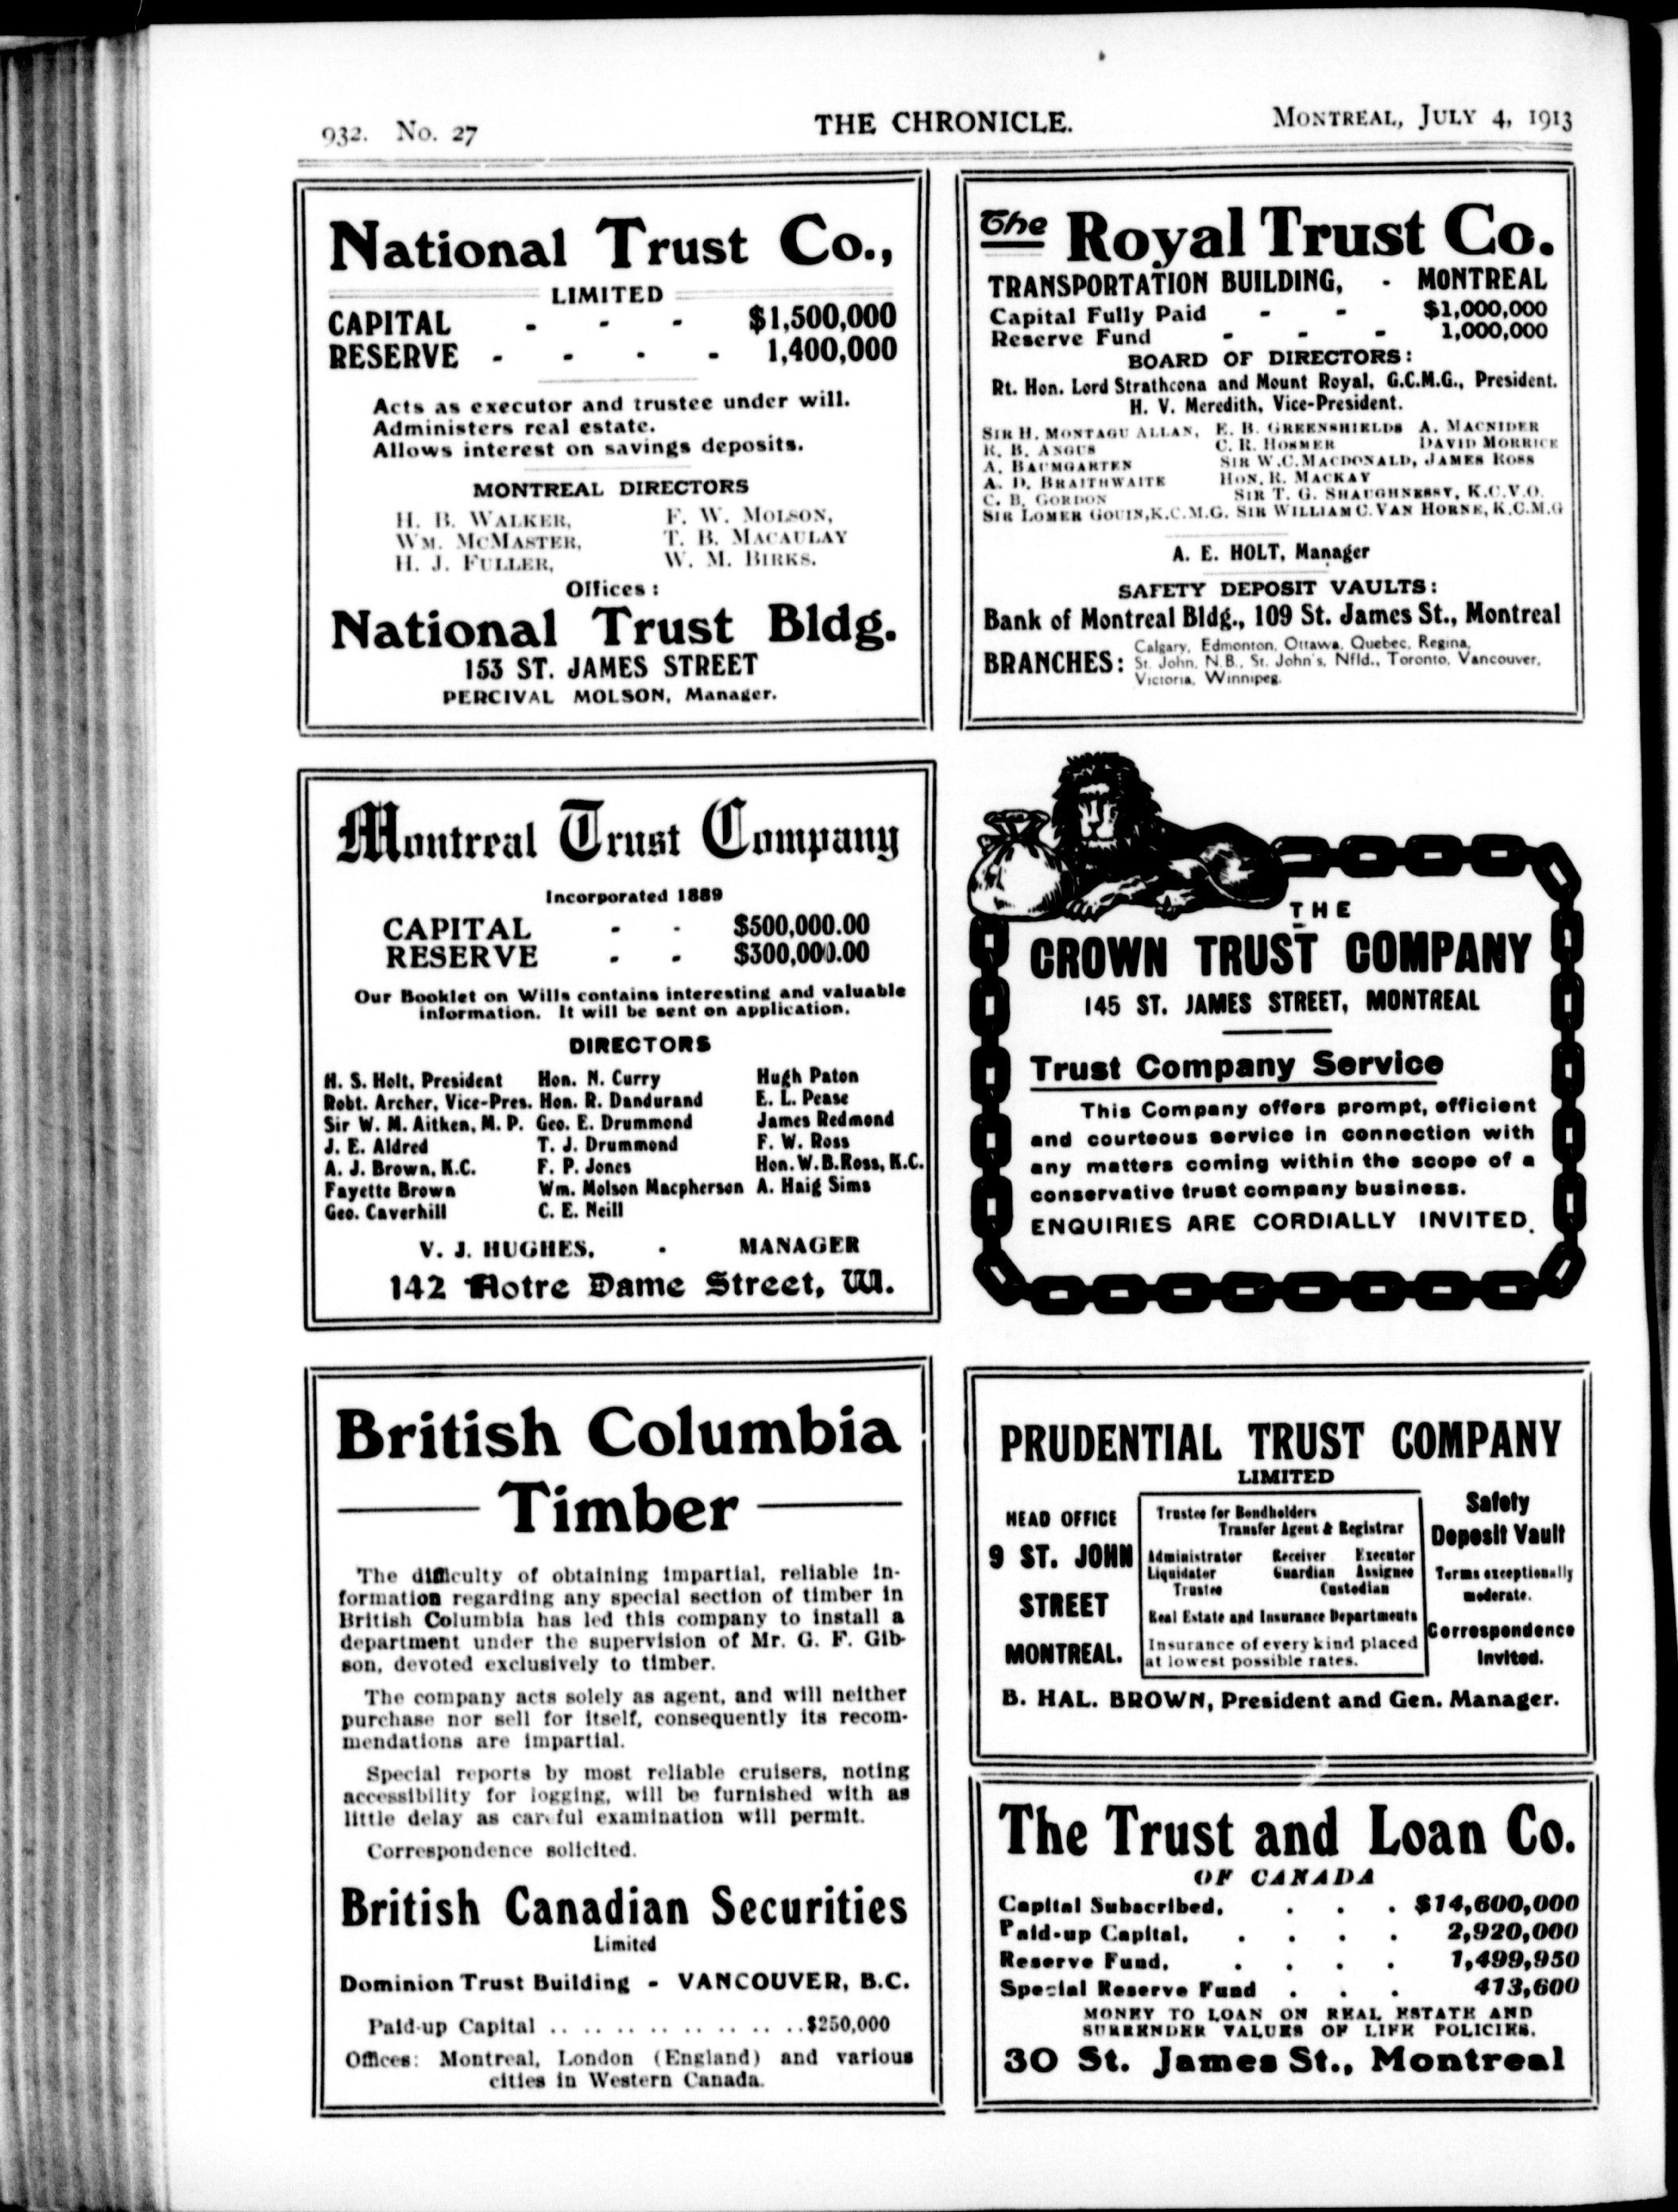 932. No. 27
THE CHRONICLE.
MONTREAL, JULY 4, 1913
National Trust Co.,
LIMITED
CAPITAL - - - $1,500,000
RESERVE - - - - 1,400,000
Acts as executor and trustee under will.
Administers real estate.
Allows interest on savings deposits.
MONTREAL DIRECTORS
H. B. WALKER, F. W. MOLSON,
WM. MCMASTER, T. B. MACAULAY
H. J. FULLER, W. M. BIRKS.
Offices :
National Trust Bldg.
153 ST. JAMES STREET
PERCIVAL MOLSON, Manager.
The Royal Trust Co.
TRANSPORTATION BUILDING, - MONTREAL
Capital Fully Paid - - $1,000,000
Reserve Fund - - - 1,000,000
BOARD OF DIRECTORS :
Rt. Hon. Lord Strathcona and Mount Royal, G.C.M.G., President.
H. V. Meredith, Vice-President.
SIR H. MONTAGU ALLAN, E. B. GREENSHIELDS A. MACNIDER
R. B. ANGUS C. R. HOSMER DAVID MORRICE
A. BAUMGARTEN SIR W.C.MACDONALD, JAMES ROSS
A. D. BRAITHWAITE HON. R. MACKAY
C. B. GORDON SIR T. G. SHAUGHNESSY, K.C.V.O.
SIR LOMER GOUIN,K.C.M.G. SIR WILLIAM C. VAN HORNE, K.C.M.G
A. E. HOLT, Manager
SAFETY DEPOSIT VAULTS :
Bank of Montreal Bldg., 109 St. James St., Montreal
BRANCHES : Calgary, Edmonton, Ottawa, Quebec, Regina,
St. John, N.B., St. John's, Nfld., Toronto, Vancouver,
Victoria, Winnipeg.
Montreal Trust Company
Incorporated 1889
CAPITAL - - $500,000.00
RESERVE - - $300,000.00
Our Booklet on Wills contains interesting and valuable
information. It will be sent on application.
DIRECTORS
H. S. Holt, President Hon. N. Curry Hugh Paton
Robt. Archer, Vice-Pres. Hon. R. Dandurand E. L. Pease
Sir W. M. Aitken, M. P. Geo. E. Drummond James Redmond
J. E. Aldred T. J. Drummond F. W. Ross
A. J. Brown, K.C. F. P. Jones Hon. W.B.Ross, K.C.
Fayette Brown Wm. Molson Macpherson A. Haig Sims
Geo. Caverhill C. E. Neill
V. J. HUGHES, - MANAGER
142 Notre Dame Street, W.
THE
CROWN TRUST COMPANY
145 ST. JAMES STREET, MONTREAL
Trust Company Service
This Company offers prompt, efficient
and courteous service in connection with
any matters coming within the scope of a
conservative trust company business.
ENQUIRIES ARE CORDIALLY INVITED.
British Columbia
Timber
The difficulty of obtaining impartial, reliable in-
formation regarding any special section of timber in
British Columbia has led this company to install a
department under the supervision of Mr. G. F. Gib-
son, devoted exclusively to timber.
The company acts solely as agent, and will neither
purchase nor sell for itself, consequently its recom-
mendations are impartial.
Special reports by most reliable cruisers, noting
accessibility for logging, will be furnished with as
little delay as careful examination will permit.
Correspondence solicited.
British Canadian Securities
Limited
Dominion Trust Building - VANCOUVER, B.C.
Paid-up Capital .. .. .. .. .. .. .. .. ..$250,000
Offices: Montreal, London (England) and various
cities in Western Canada.
PRUDENTIAL TRUST COMPANY
LIMITED
HEAD OFFICE
9 ST. JOHN
STREET
MONTREAL.
Trustee for Bondholders
Transfer Agent & Registrar
Administrator Receiver Executor
Liquidator Guardian Assignee
Trustee Custodian
Real Estate and Insurance Departments
Insurance of every kind placed
at lowest possible rates.
Safety
Deposit Vault
Terms exceptionally
moderate.
Correspondence
invited.
B. HAL. BROWN, President and Gen. Manager.
The Trust and Loan Co.
OF CANADA
Capital Subscribed, . . . $14,600,000
Paid-up Capital, . . . . 2,920,000
Reserve Fund, . . . . 1,499,950
Special Reserve Fund . . . 413,600
MONEY TO LOAN ON REAL ESTATE AND
SURRENDER VALUES OF LIFE POLICIES.
30 St. James St., Montreal